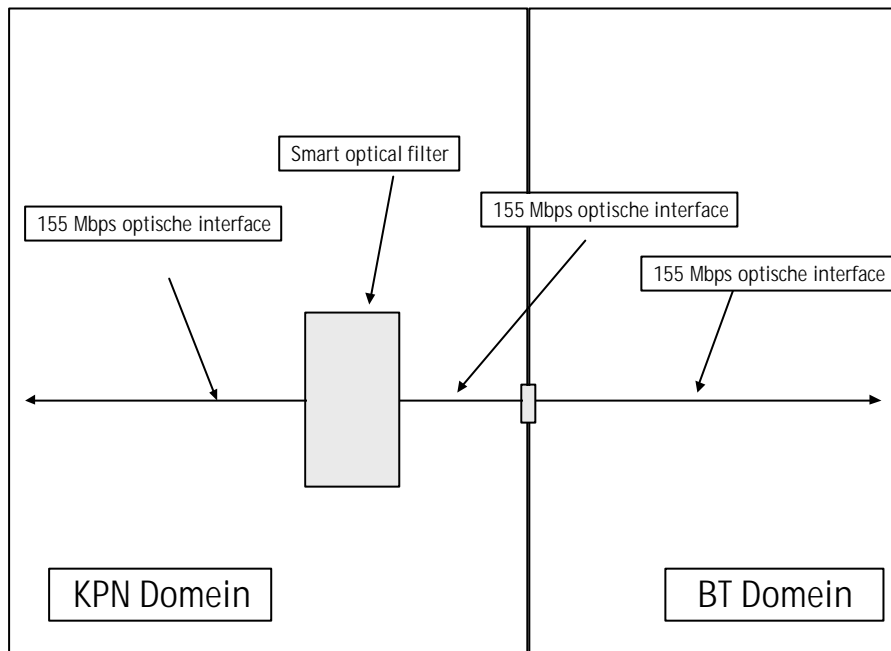 Smart optical filter
155 Mbps optische interface
155 Mbps optische interface
155 Mbps optische interface
KPN Domein
BT Domein